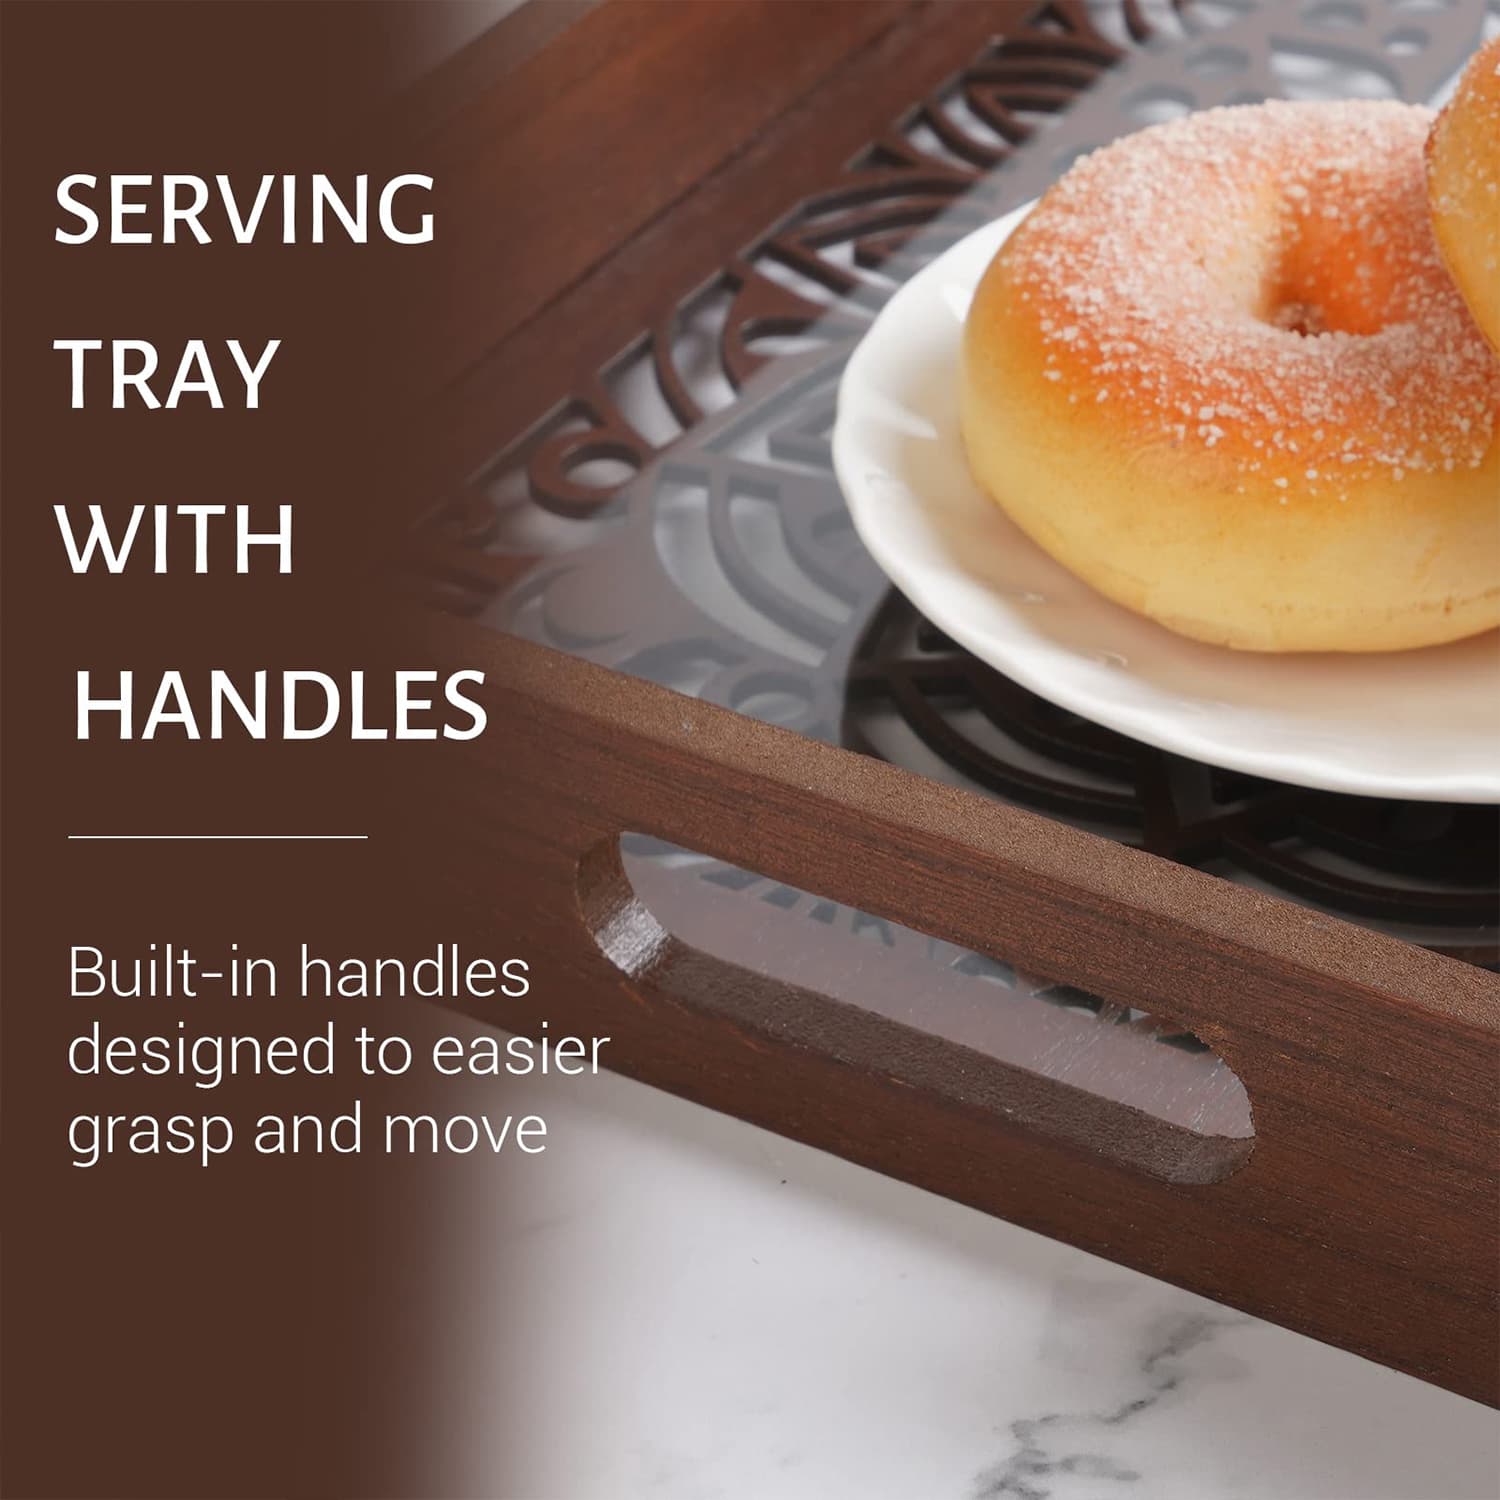 SERVING
TRAY
WITH
HANDLES
Built-in handles
designed to easier
grasp and move